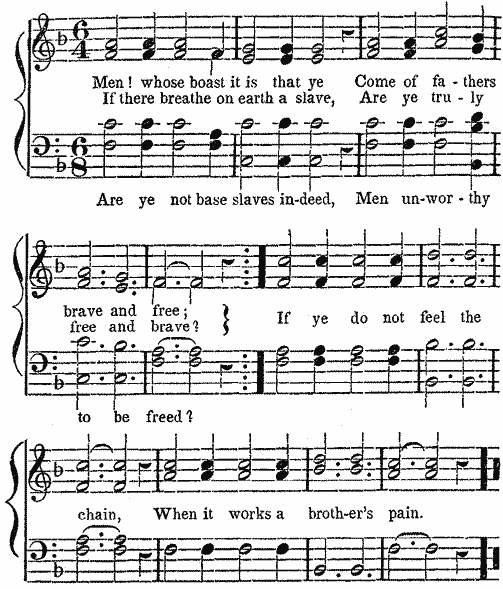 6 4
Men! whose boast it is that ye Come of fa-thers
If there breathe on earth a slave, Are ye tru-ly
6 8
Are ye not base slaves in-deed, Men un-wor-thy
brave and free;
free and brave?
If ye do not feel the
to be freed?
chain, When it works a broth-er's pain.